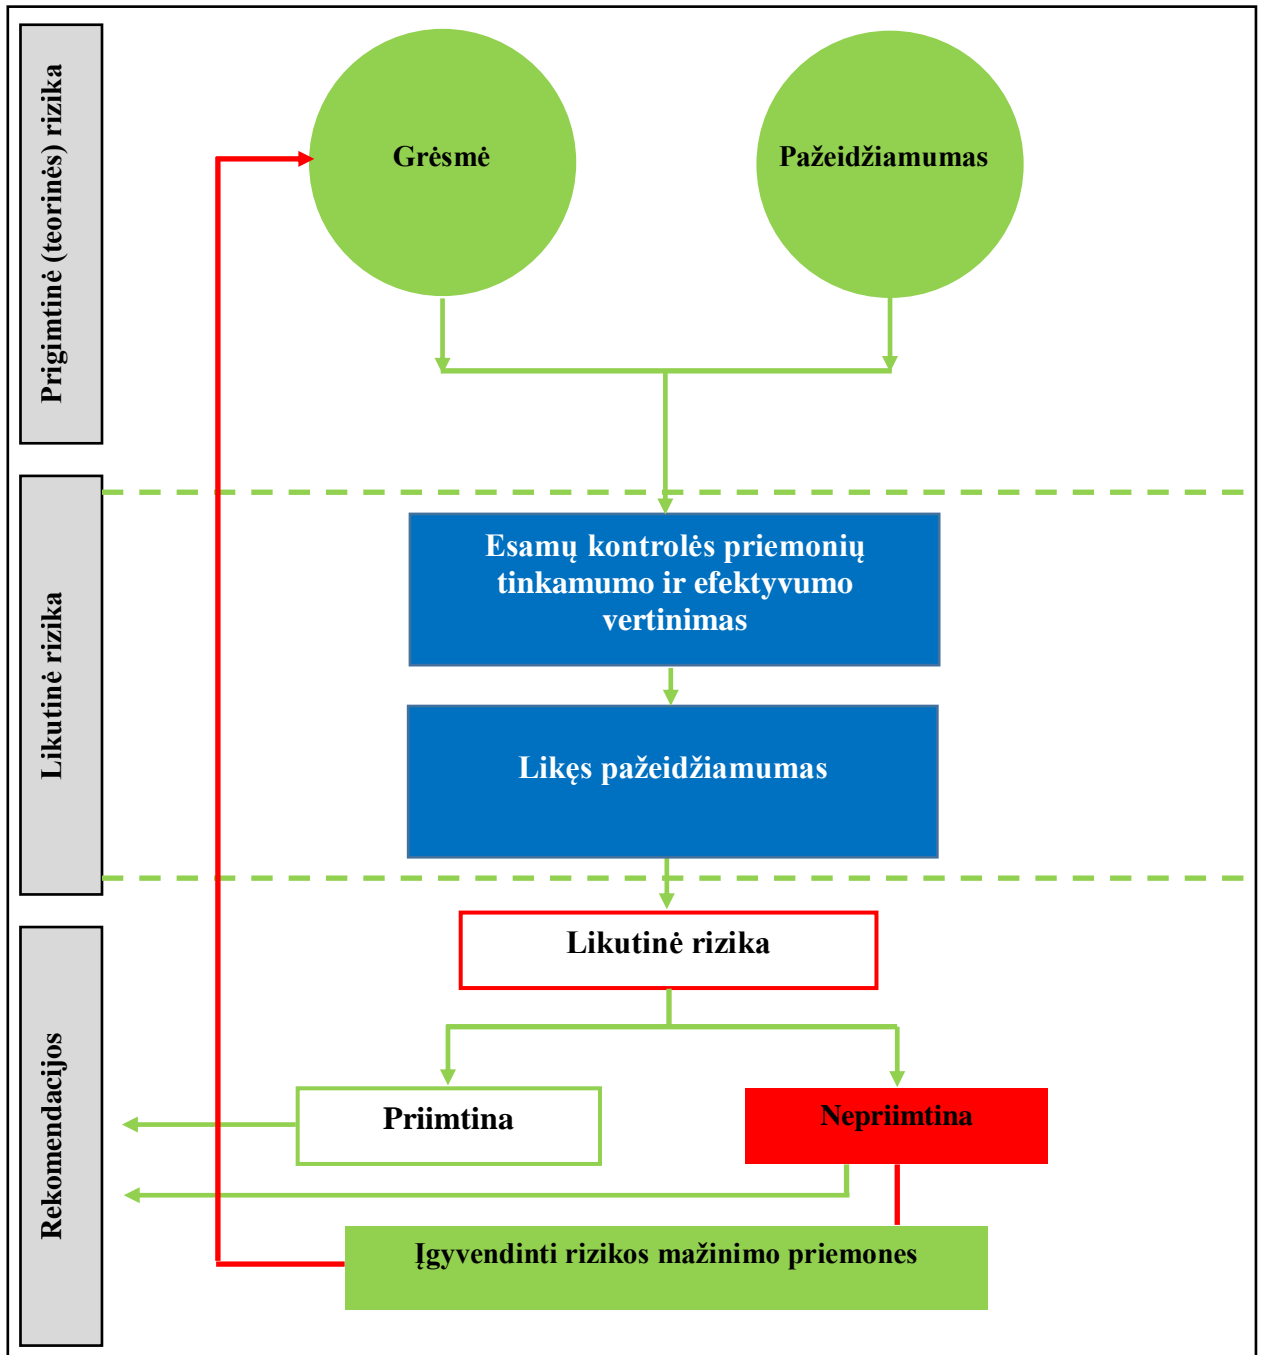 Prigimtinė (teorinės) rizika
Grėsmė
Pažeidžiamumas
Likutinė rizika
Esamų kontrolės priemonių
tinkamumo ir efektyvumo
vertinimas
Likęs pažeidžiamumas
Rekomendacijos
Likutinė rizika
Priimtina
Nepriimtina
Įgyvendinti rizikos mažinimo priemones